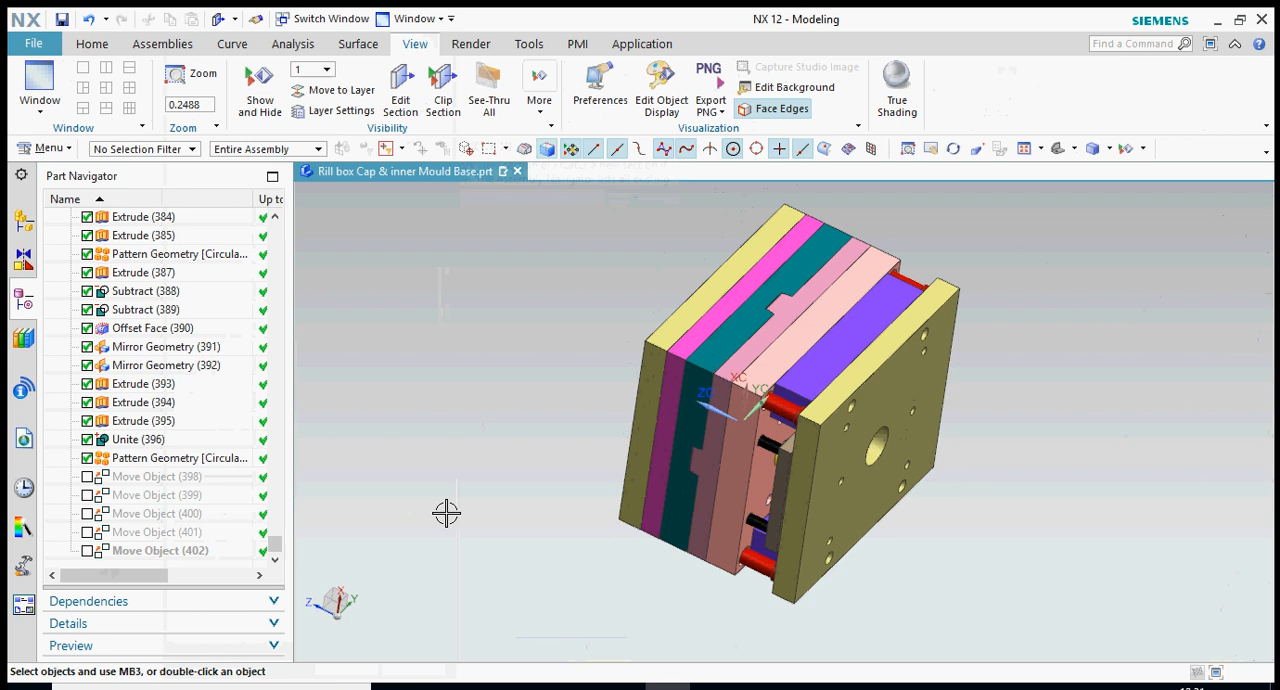 NX
Switch Window
Window
NX 12 - Modeling
SIEMENS
File
Home
Assemblies
Curve
Analysis
Surface
View
Render
Tools
PMI
Application
Find a Command
Window
Window
Zoom
0.2488
Zoom
Show and Hide
1
Move to Layer
Layer Settings
Edit Section
Clip Section
See-Thru All
More
Visibility
Preferences
Edit Object Display
PNG
Export PNG
Capture Studio Image
Edit Background
Face Edges
Visualization
True Shading
Menu
No Selection Filter
Entire Assembly
Part Navigator
Rill box Cap & inner Mould Base.prt
Name
Up to
Extrude (384)
Extrude (385)
Pattern Geometry [Circula...
Extrude (387)
Subtract (388)
Subtract (389)
Offset Face (390)
Mirror Geometry (391)
Mirror Geometry (392)
Extrude (393)
Extrude (394)
Extrude (395)
Unite (396)
Pattern Geometry [Circula...
Move Object (398)
Move Object (399)
Move Object (400)
Move Object (401)
Move Object (402)
Dependencies
Details
Preview
XC
YC
ZC
X
Y
Z
Select objects and use MB3, or double-click an object